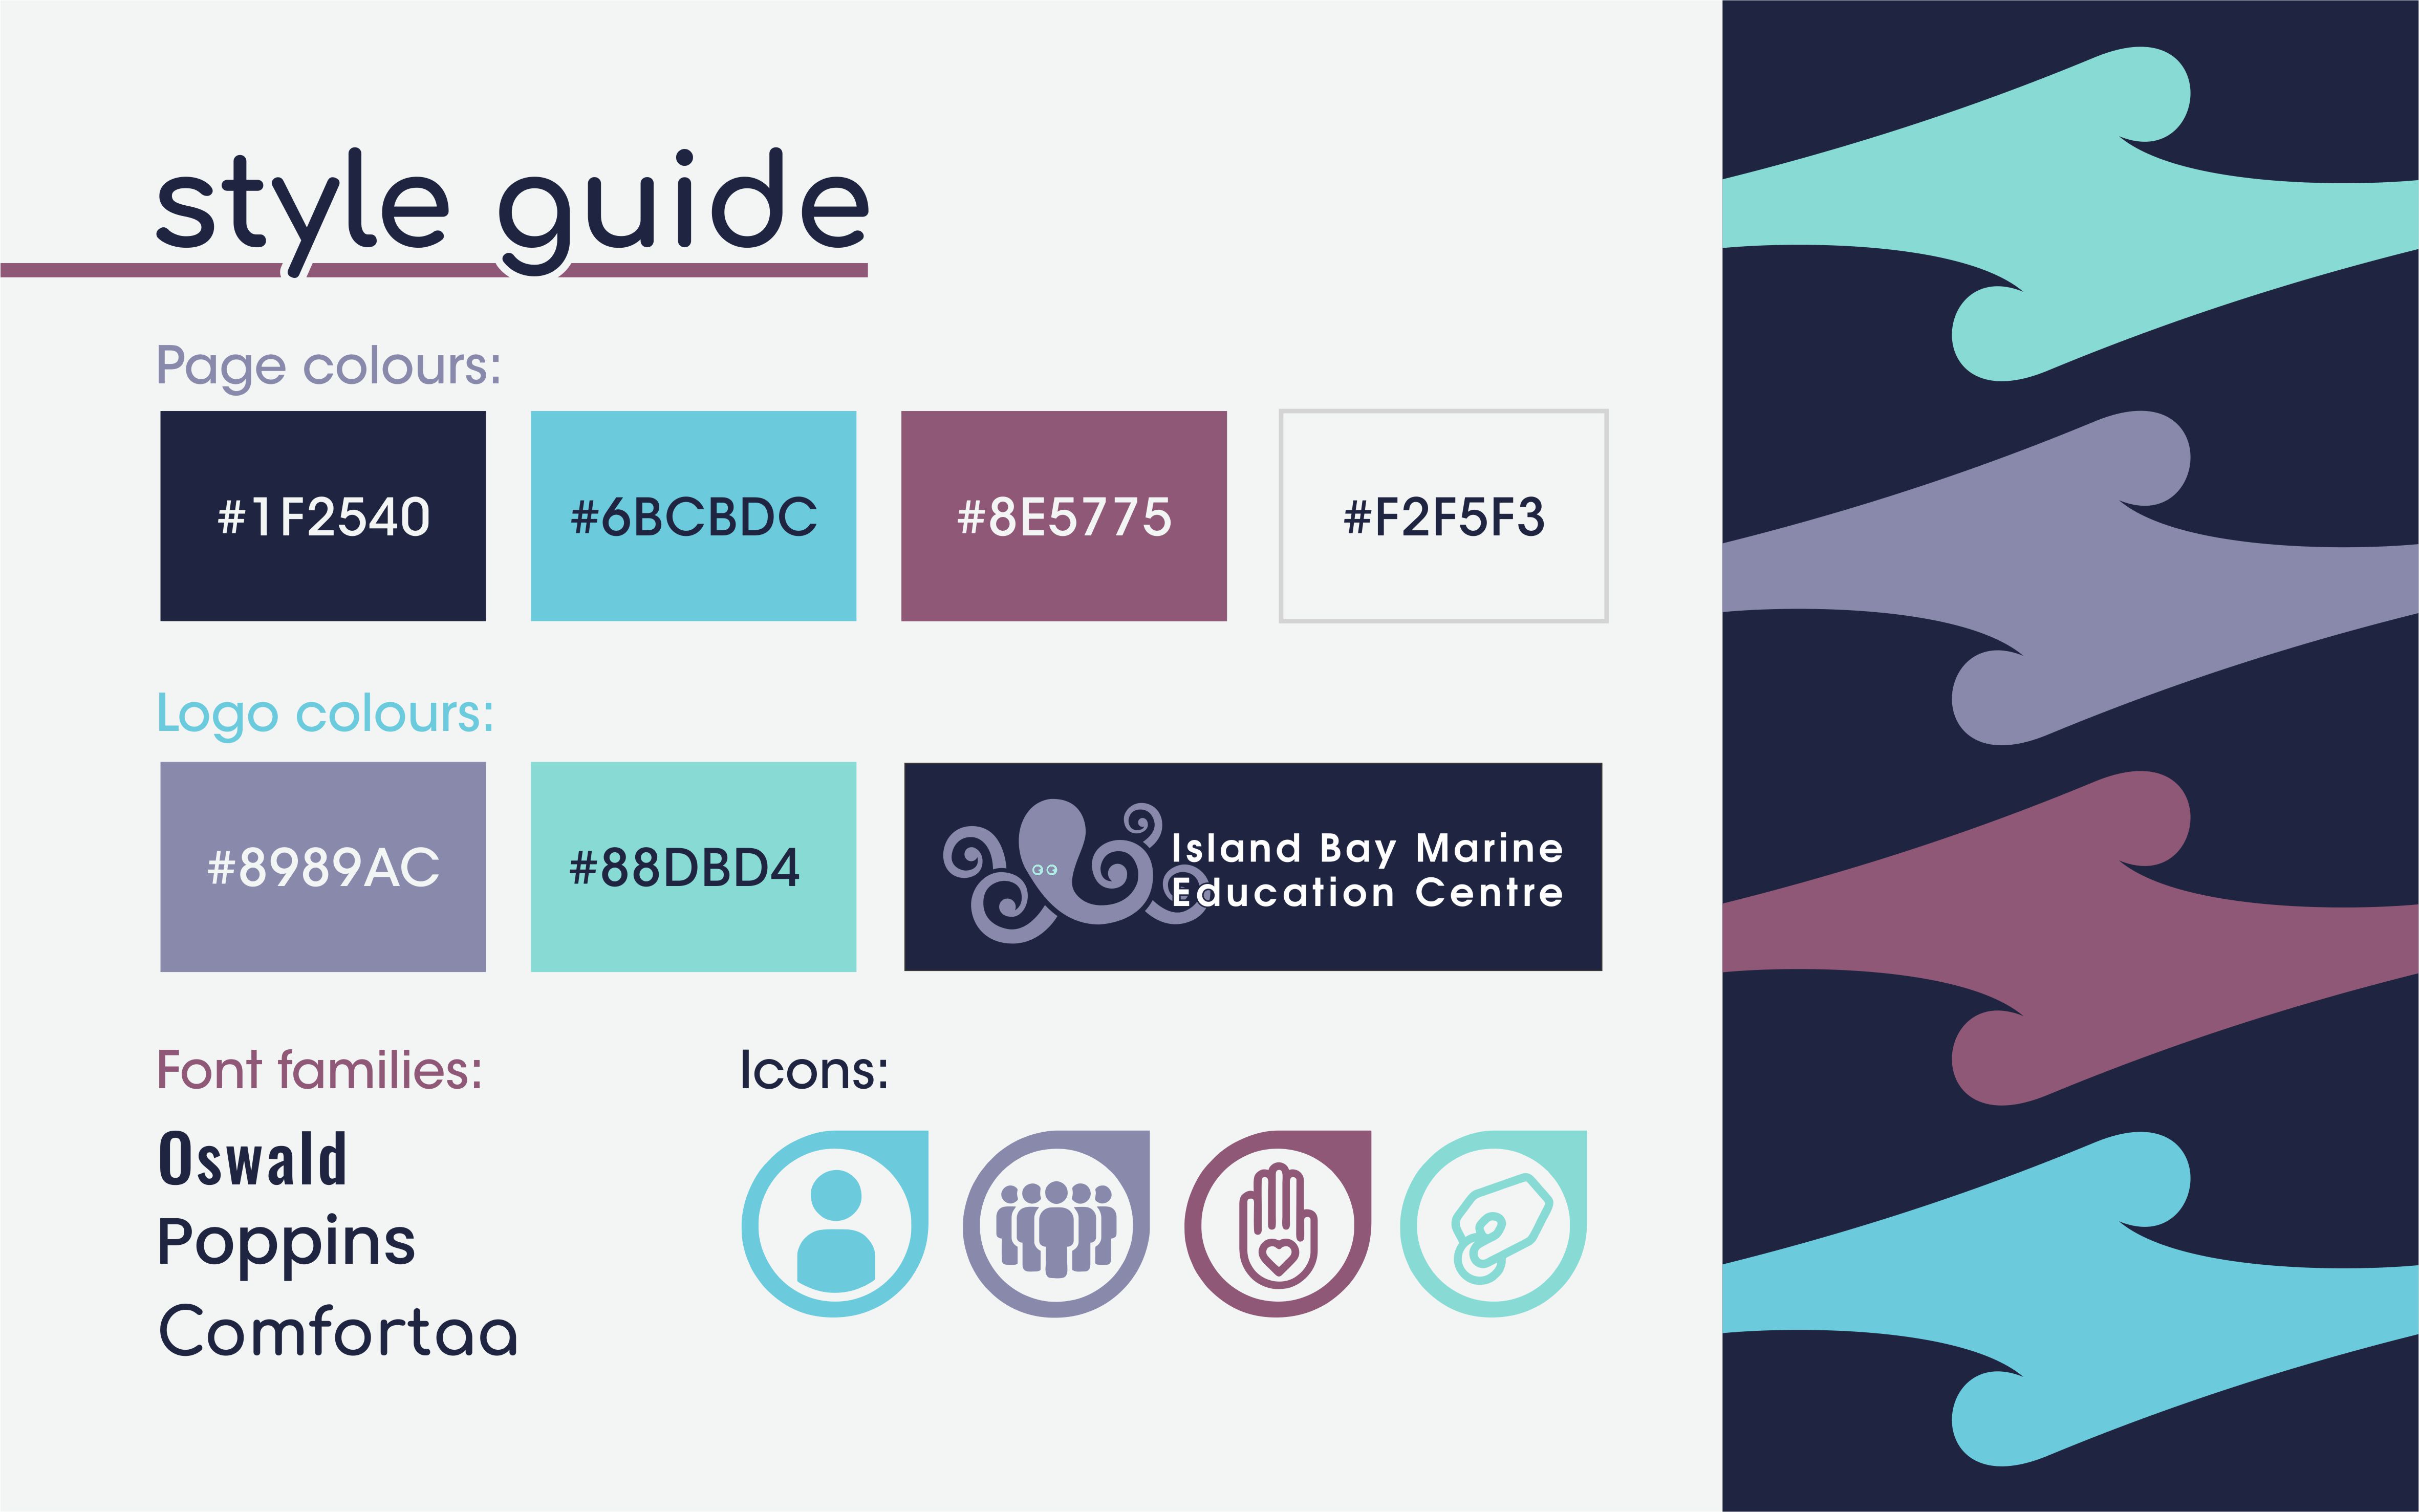 style guide
Page colours:
#1F2540
#6BCBDC
#8E5775
#F2F5F3
Logo colours:
#8989AC
#88DBD4
Island Bay Marine
Education Centre
Font families:
Oswald
Poppins
Comfortaa
Icons: